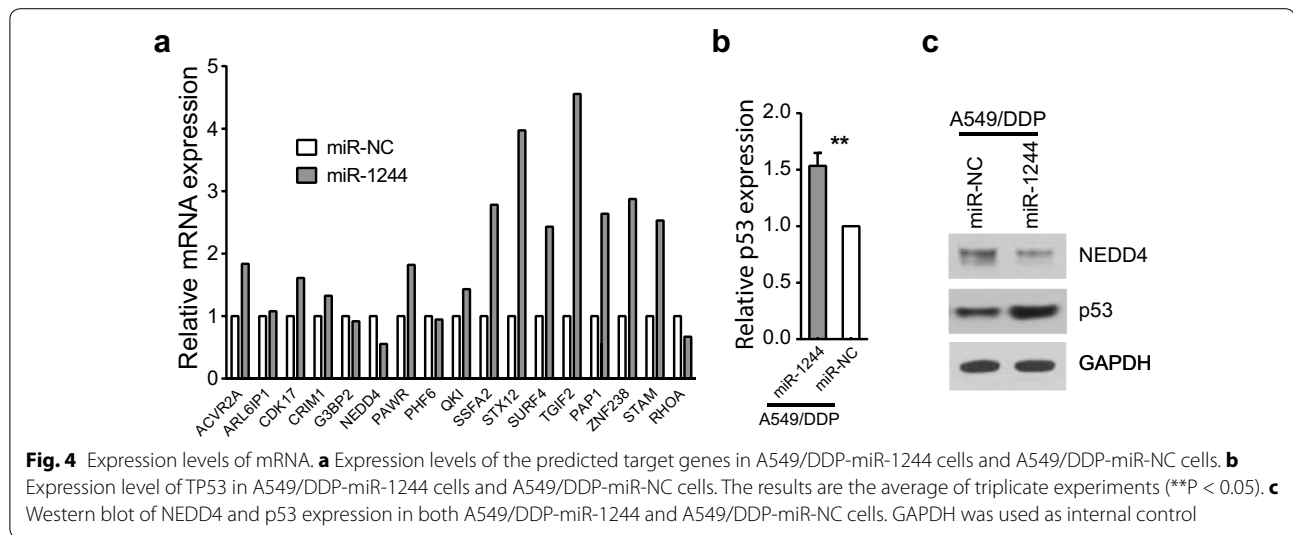 a
Relative mRNA expression
5
4
3
2
1
0
miR-NC
miR-1244
ACVR2A
ARL6IP1
CDK17
CRIM1
G3BP2
NEDD4
PAWR
PHF6
QKI
SSFA2
STX12
SURF4
TGIF2
PAP1
ZNF238
STAM
RHOA
b
Relative p53 expression
2.0
1.5
1.0
0.5
0.0
**
miR-1244
miR-NC
A549/DDP
c
A549/DDP
miR-NC
miR-1244
NEDD4
p53
GAPDH
Fig. 4 Expression levels of mRNA. a Expression levels of the predicted target genes in A549/DDP-miR-1244 cells and A549/DDP-miR-NC cells. b
Expression level of TP53 in A549/DDP-miR-1244 cells and A549/DDP-miR-NC cells. The results are the average of triplicate experiments (**P < 0.05). c
Western blot of NEDD4 and p53 expression in both A549/DDP-miR-1244 and A549/DDP-miR-NC cells. GAPDH was used as internal control